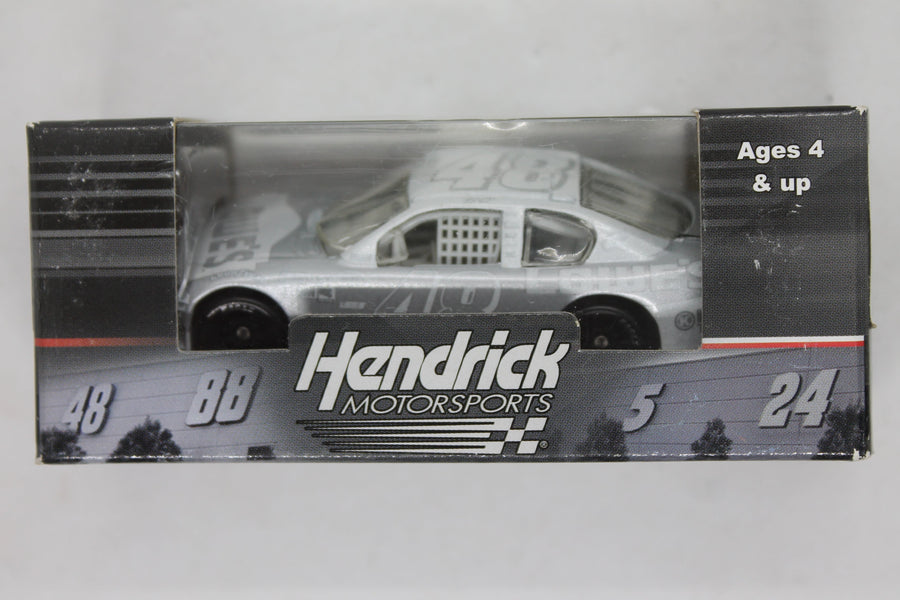 Ages 4
& up
48
48
LOWE'S
Hendrick
MOTORSPORTS
48
88
5
24